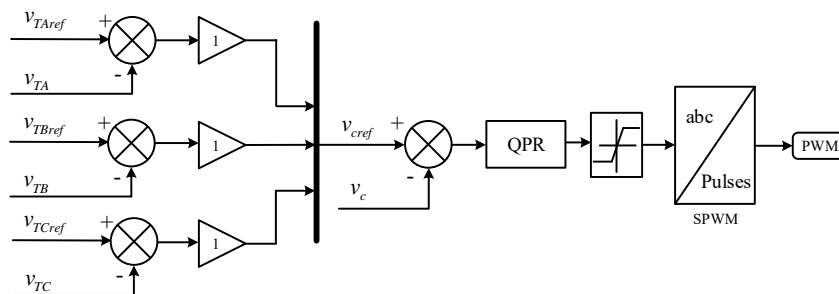 v_TAref
+
-
v_TA
1
v_TBref
+
-
v_TB
1
v_TCref
+
-
v_TC
1
v_cref
+
-
v_c
QPR
abc
Pulses
SPWM
PWM